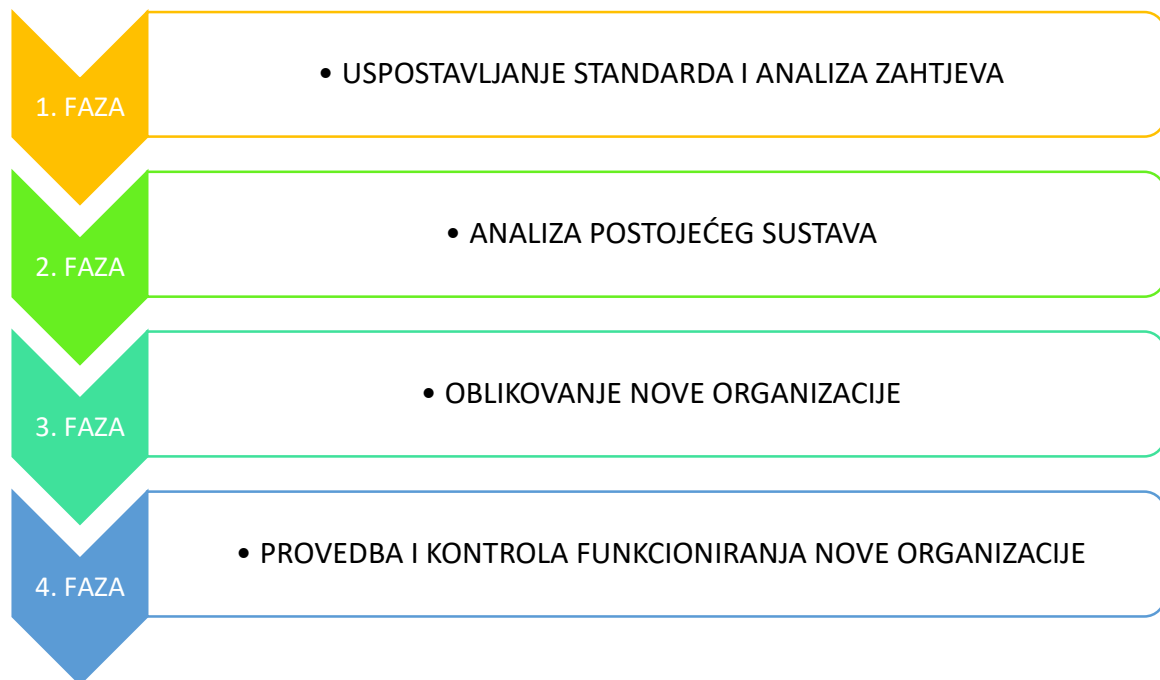 1. FAZA
• USPOSTAVLJANJE STANDARDA I ANALIZA ZAHTJEVA
2. FAZA
• ANALIZA POSTOJEĆEG SUSTAVA
3. FAZA
• OBLIKOVANJE NOVE ORGANIZACIJE
4. FAZA
• PROVEDBA I KONTROLA FUNKCIONIRANJA NOVE ORGANIZACIJE